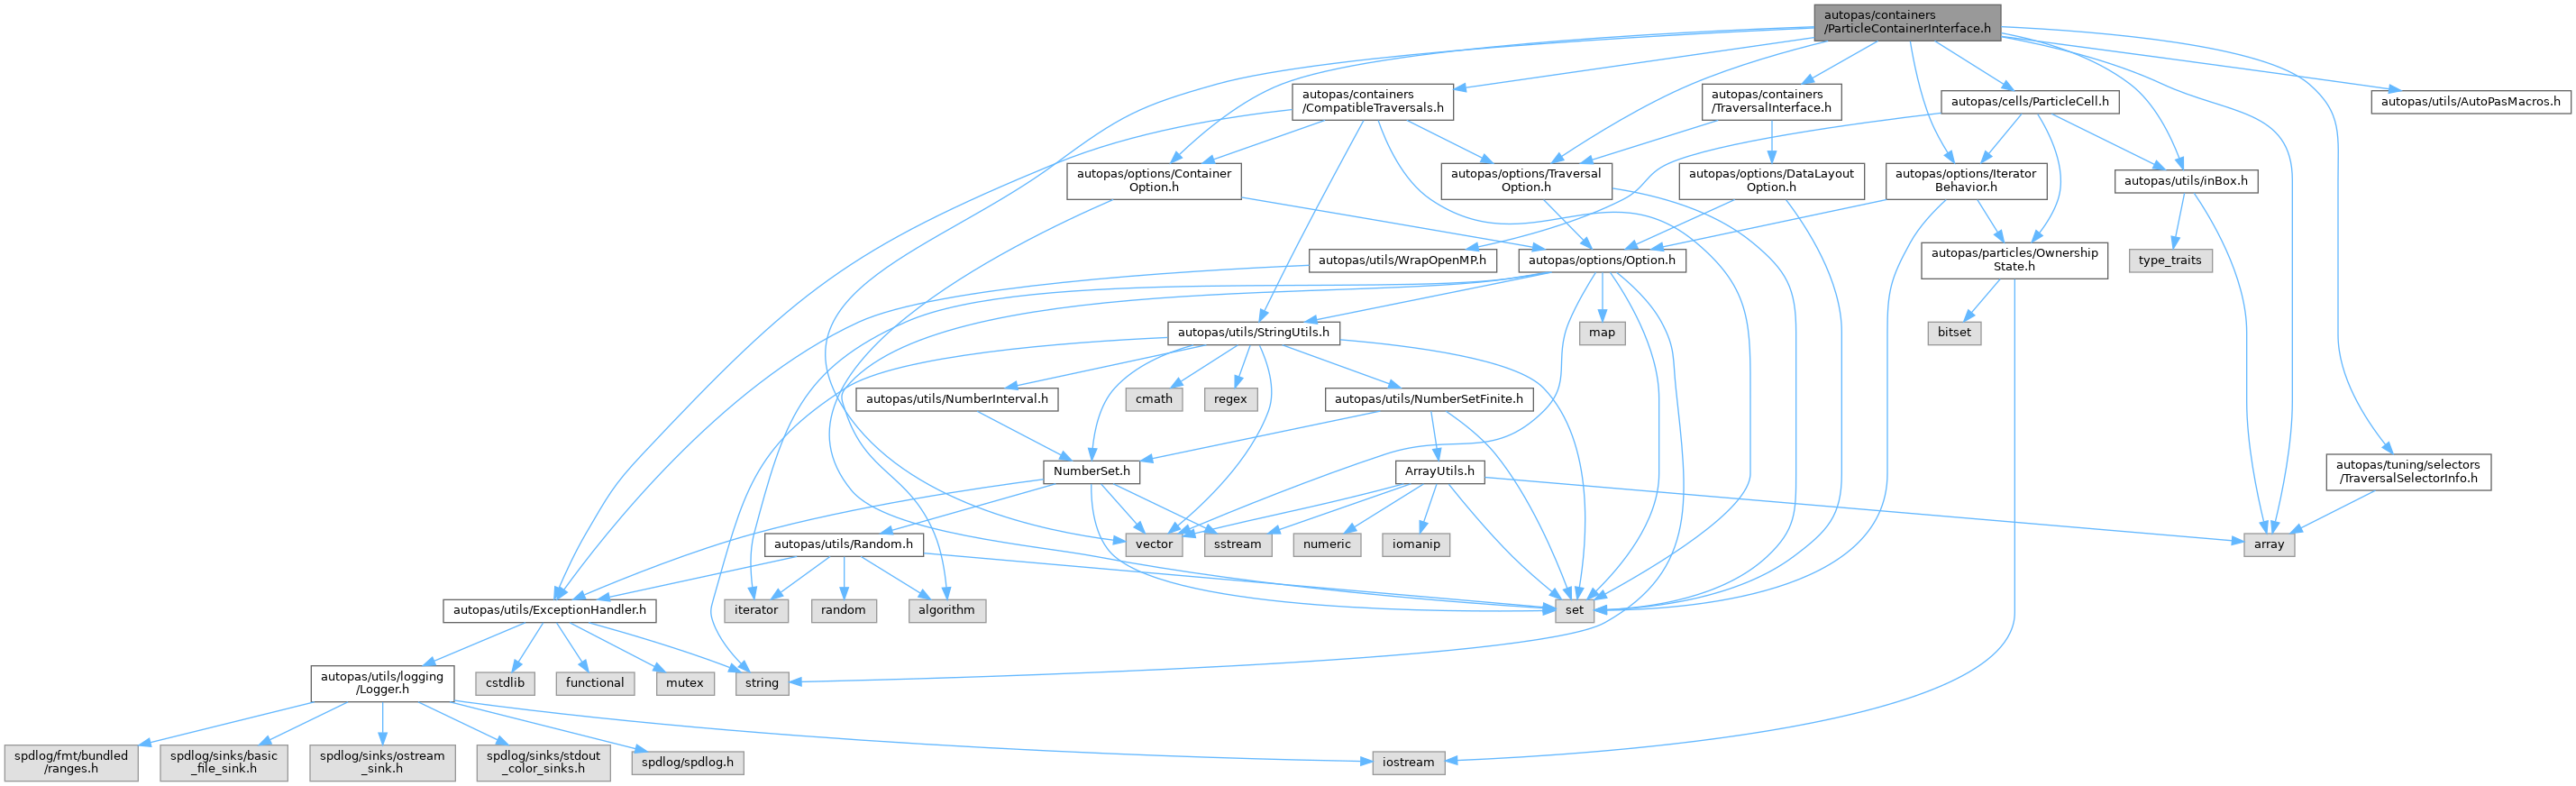 autopas/containers
/ParticleContainerInterface.h
autopas/containers
/CompatibleTraversals.h
autopas/containers
/TraversalInterface.h
autopas/cells/ParticleCell.h
autopas/utils/AutoPasMacros.h
autopas/options/Container
Option.h
autopas/options/Traversal
Option.h
autopas/options/DataLayout
Option.h
autopas/options/Iterator
Behavior.h
autopas/utils/inBox.h
autopas/utils/WrapOpenMP.h
autopas/options/Option.h
autopas/particles/Ownership
State.h
type_traits
autopas/utils/StringUtils.h
map
bitset
autopas/utils/NumberInterval.h
cmath
regex
autopas/utils/NumberSetFinite.h
NumberSet.h
ArrayUtils.h
autopas/tuning/selectors
/TraversalSelectorInfo.h
autopas/utils/Random.h
vector
sstream
numeric
iomanip
array
autopas/utils/ExceptionHandler.h
iterator
random
algorithm
set
autopas/utils/logging
/Logger.h
cstdlib
functional
mutex
string
spdlog/fmt/bundled
/ranges.h
spdlog/sinks/basic
_file_sink.h
spdlog/sinks/ostream
_sink.h
spdlog/sinks/stdout
_color_sinks.h
spdlog/spdlog.h
iostream